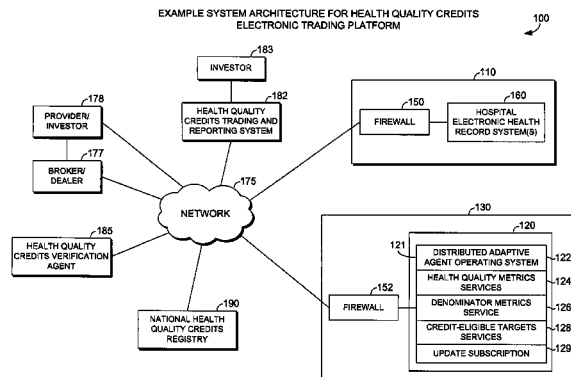 EXAMPLE SYSTEM ARCHITECTURE FOR HEALTH QUALITY CREDITS
ELECTRONIC TRADING PLATFORM
100
183
INVESTOR
182
HEALTH QUALITY
CREDITS TRADING AND
REPORTING SYSTEM
178
PROVIDER/
INVESTOR
177
BROKER/
DEALER
185
HEALTH QUALITY
CREDITS VERIFICATION
AGENT
175
NETWORK
190
NATIONAL HEALTH
QUALITY CREDITS
REGISTRY
110
150
FIREWALL
160
HOSPITAL
ELECTRONIC HEALTH
RECORD SYSTEM(S)
130
152
FIREWALL
120
121
DISTRIBUTED ADAPTIVE
AGENT OPERATING SYSTEM
122
HEALTH QUALITY METRICS
SERVICES
124
DENOMINATOR METRICS
SERVICE
126
CREDIT-ELIGIBLE TARGETS
SERVICES
128
UPDATE SUBSCRIPTION
129